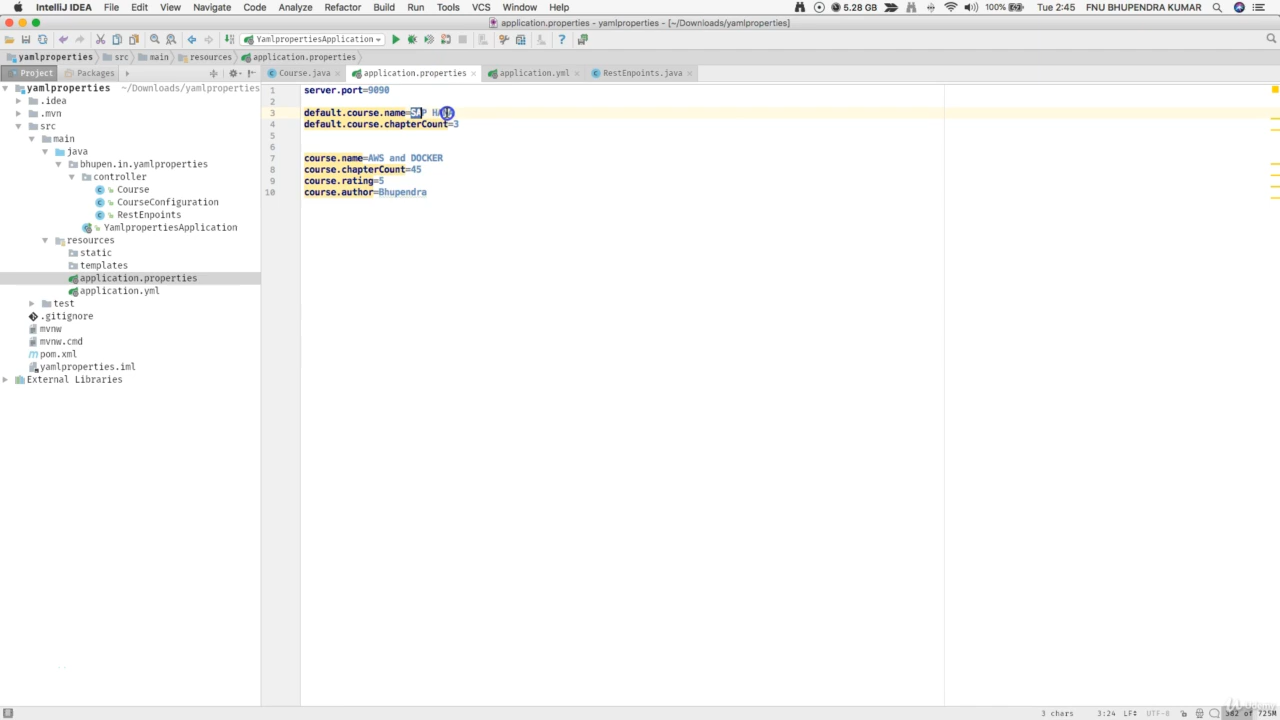 IntelliJ IDEA File Edit View Navigate Code Analyze Refactor Build Run Tools VCS Window Help 5.28 GB 100% Tue 2:45 FNU BHUPENDRA KUMAR
application.properties - yamlproperties - [~/Downloads/yamlproperties]
YamlpropertiesApplication
yamlproperties src main resources application.properties
Project Packages Course.java application.properties application.yml RestEnpoints.java
yamlproperties ~/Downloads/yamlproperties
.idea
.mvn
src
main
java
bhupen.in.yamlproperties
controller
Course
CourseConfiguration
RestEnpoints
YamlpropertiesApplication
resources
static
templates
application.properties
application.yml
test
.gitignore
mvnw
mvnw.cmd
pom.xml
yamlproperties.iml
External Libraries
1 server.port=9090
2
3 default.course.name=SAP
4 default.course.chapterCount=3
5
6
7 course.name=AWS and DOCKER
8 course.chapterCount=45
9 course.rating=5
10 course.author=Bhupendra
3 chars 3:24 LF UTF-8 382 of 725M